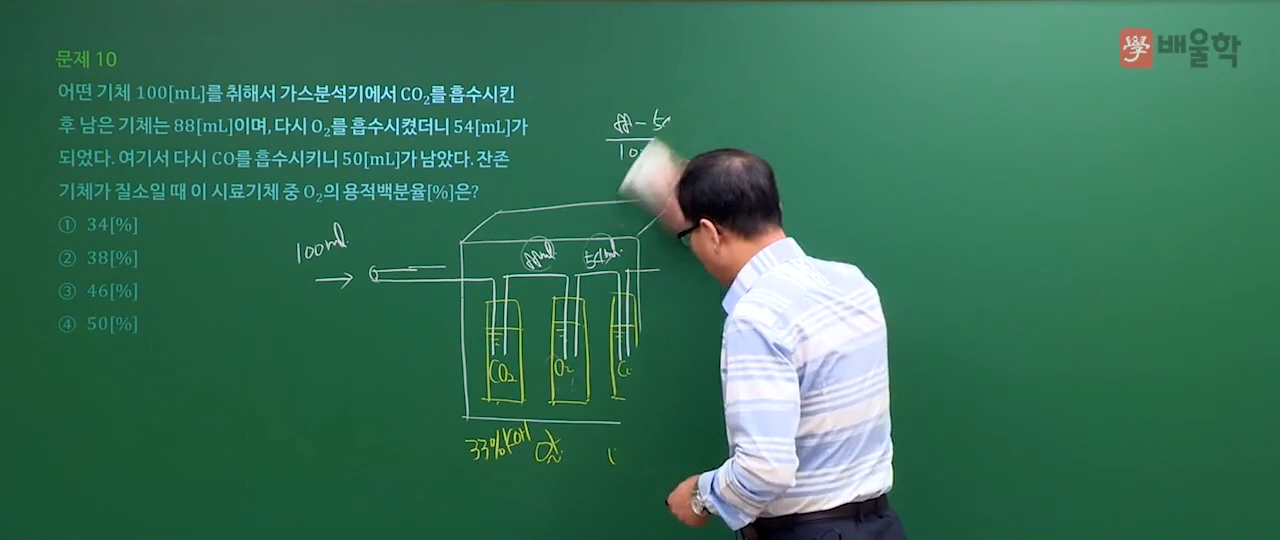 문제 10
學 배울학
어떤 기체 100[mL]를 취해서 가스분석기에서 CO₂를 흡수시킨
후 남은 기체는 88[mL]이며, 다시 O₂를 흡수시켰더니 54[mL]가
되었다. 여기서 다시 CO를 흡수시키니 50[mL]가 남았다. 잔존
기체가 질소일 때 이 시료기체 중 O₂의 용적백분율[%]은?
① 34[%]
② 38[%]
③ 46[%]
④ 50[%]
88-54
10
100ml
88ml
54ml
CO₂
O₂
33%KOH